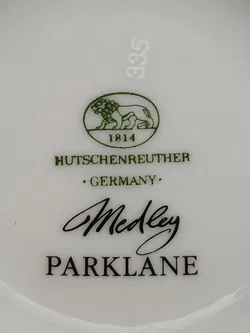 335
1814
HUTSCHENREUTHER
· GERMANY ·
Medley
PARKLANE